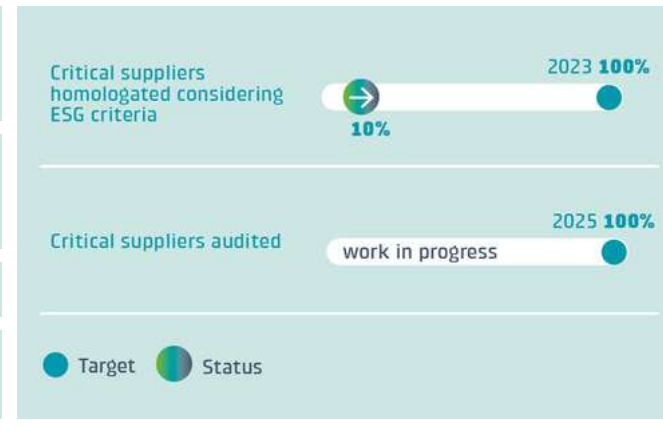 Critical suppliers
homologated considering
ESG criteria
2023 100%
10%
Critical suppliers audited
2025 100%
work in progress
Target
Status